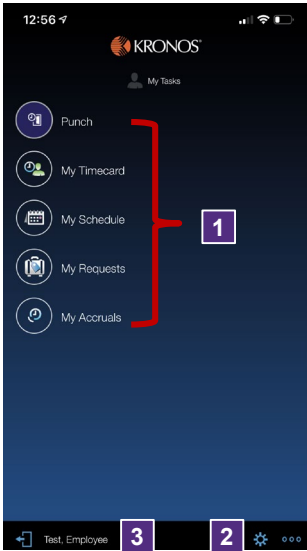 12:56
KRONOS®
My Tasks
Punch
My Timecard
My Schedule
1
My Requests
My Accruals
Test, Employee
3
2